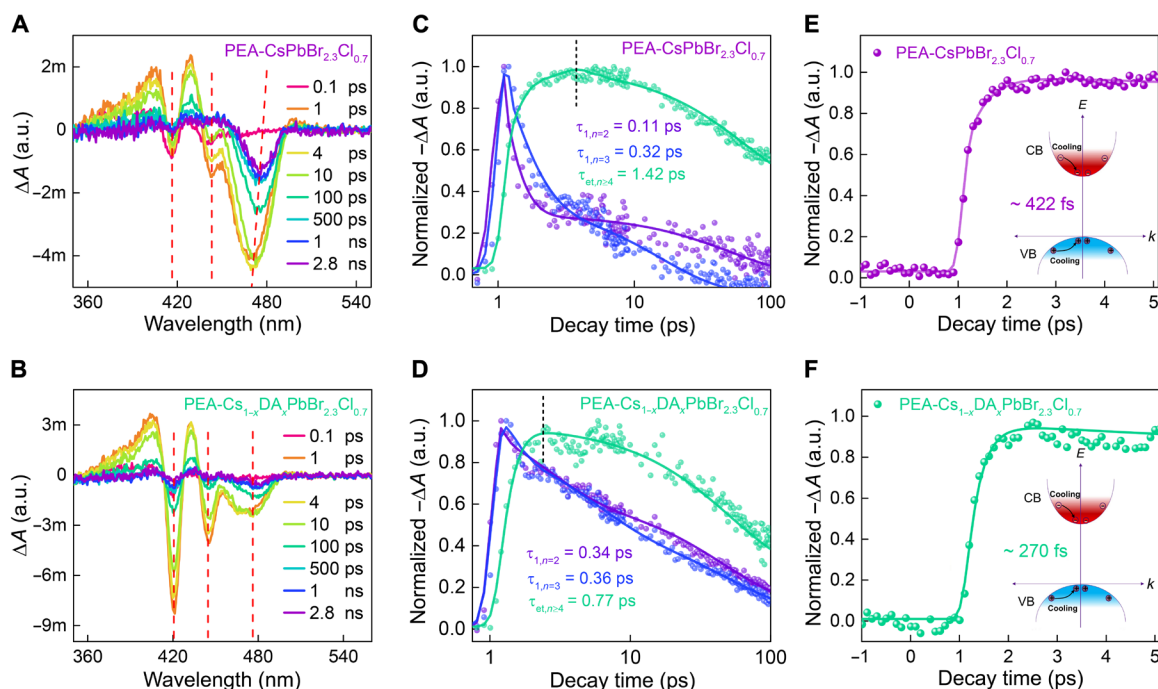 A
PEA-CsPbBr2.3Cl0.7
2m
0
−2m
−4m
ΔA (a.u.)
0.1 ps
1 ps
4 ps
10 ps
100 ps
500 ps
1 ns
2.8 ns
360 420 480 540
Wavelength (nm)
C
PEA-CsPbBr2.3Cl0.7
1.0
0.8
0.6
0.4
0.2
0.0
Normalized -ΔA (a.u.)
τ1,n=2 = 0.11 ps
τ1,n=3 = 0.32 ps
τet,n≥4 = 1.42 ps
1 10 100
Decay time (ps)
E
PEA-CsPbBr2.3Cl0.7
1.0
0.8
0.6
0.4
0.2
0.0
Normalized -ΔA (a.u.)
E
Cooling
CB
~ 422 fs
k
VB
Cooling
−1 0 1 2 3 4 5
Decay time (ps)
B
PEA-Cs1−xDAxPbBr2.3Cl0.7
3m
0
−3m
−6m
−9m
ΔA (a.u.)
0.1 ps
1 ps
4 ps
10 ps
100 ps
500 ps
1 ns
2.8 ns
360 420 480 540
Wavelength (nm)
D
PEA-Cs1−xDAxPbBr2.3Cl0.7
1.0
0.8
0.6
0.4
0.2
0.0
Normalized −ΔA (a.u.)
τ1,n=2 = 0.34 ps
τ1,n=3 = 0.36 ps
τet,n≥4 = 0.77 ps
1 10 100
Decay time (ps)
F
PEA-Cs1−xDAxPbBr2.3Cl0.7
1.0
0.8
0.6
0.4
0.2
0.0
Normalized −ΔA (a.u.)
E
Cooling
CB
~ 270 fs
k
VB
Cooling
−1 0 1 2 3 4 5
Decay time (ps)